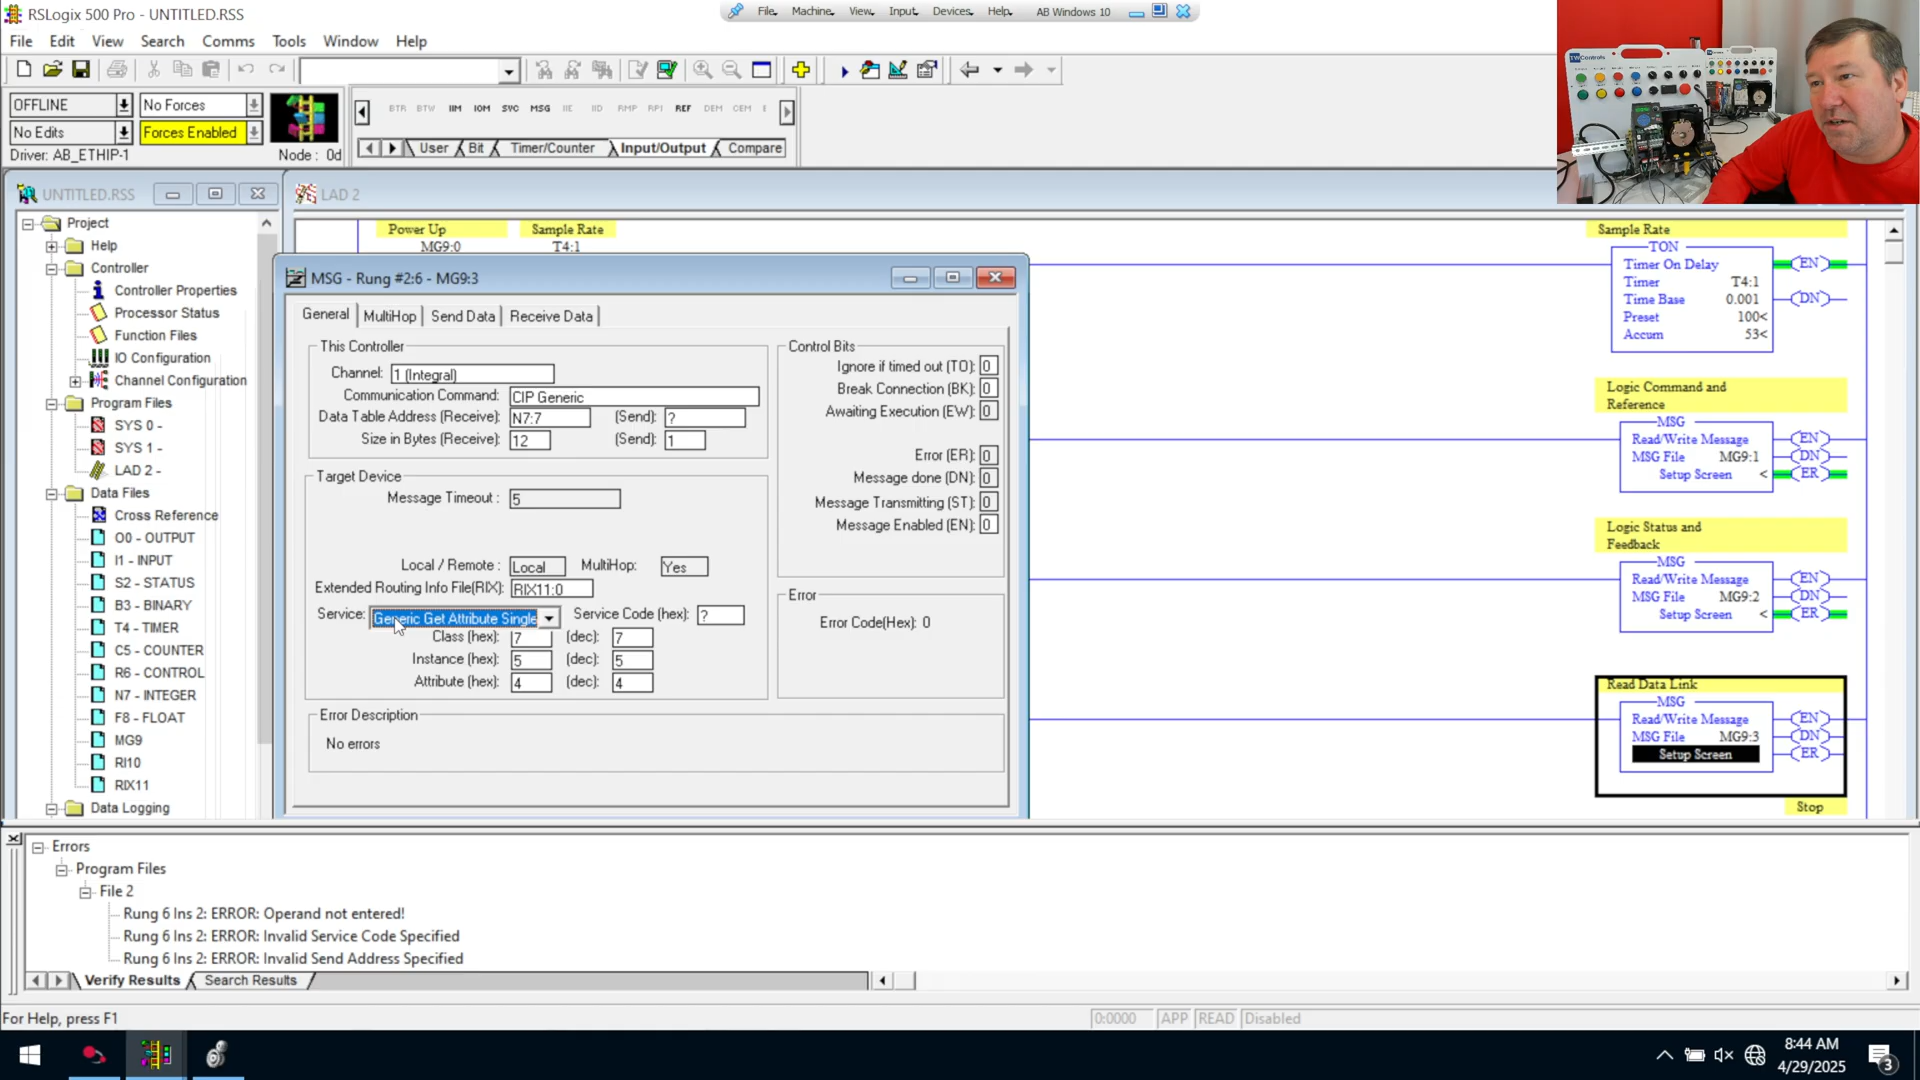 RSLogix 500 Pro - UNTITLED.RSS
File Machine View Input Devices Help AB Windows 10
File Edit View Search Comms Tools Window Help
OFFLINE No Forces
No Edits Forces Enabled
Driver: AB_ETHIP-1 Node : 0d
BTR BTW IIM IOM SVC MSG IIE IID RMP RPI REF DEM CEM
User Bit Timer/Counter Input/Output Compare
UNTITLED.RSS
Project
Help
Controller
Controller Properties
Processor Status
Function Files
IO Configuration
Channel Configuration
Program Files
SYS 0 -
SYS 1 -
LAD 2 -
Data Files
Cross Reference
O0 - OUTPUT
I1 - INPUT
S2 - STATUS
B3 - BINARY
T4 - TIMER
C5 - COUNTER
R6 - CONTROL
N7 - INTEGER
F8 - FLOAT
MG9
RI10
RIX11
Data Logging
LAD 2
Power Up
MG9:0
Sample Rate
T4:1
MSG - Rung #2:6 - MG9:3
General MultiHop Send Data Receive Data
This Controller
Channel: 1 (Integral)
Communication Command: CIP Generic
Data Table Address (Receive): N7:7 (Send): ?
Size in Bytes (Receive): 12 (Send): 1
Target Device
Message Timeout : 5
Local / Remote : Local MultiHop: Yes
Extended Routing Info File(RIX): RIX11:0
Service: Generic Get Attribute Single Service Code (hex): ?
Class (hex): 7 (dec): 7
Instance (hex): 5 (dec): 5
Attribute (hex): 4 (dec): 4
Error Description
No errors
Control Bits
Ignore if timed out (TO): 0
Break Connection (BK): 0
Awaiting Execution (EW): 0
Error (ER): 0
Message done (DN): 0
Message Transmitting (ST): 0
Message Enabled (EN): 0
Error
Error Code(Hex): 0
Sample Rate
TON
Timer On Delay EN
Timer T4:1
Time Base 0.001 DN
Preset 100<
Accum 53<
Logic Command and
Reference
MSG
Read/Write Message EN
MSG File MG9:1 DN
Setup Screen < ER
Logic Status and
Feedback
MSG
Read/Write Message EN
MSG File MG9:2 DN
Setup Screen < ER
Read Data Link
MSG
Read/Write Message EN
MSG File MG9:3 DN
Setup Screen ER
Stop
Errors
Program Files
File 2
Rung 6 Ins 2: ERROR: Operand not entered!
Rung 6 Ins 2: ERROR: Invalid Service Code Specified
Rung 6 Ins 2: ERROR: Invalid Send Address Specified
Verify Results Search Results
For Help, press F1
0:0000 APP READ Disabled
8:44 AM
4/29/2025
3